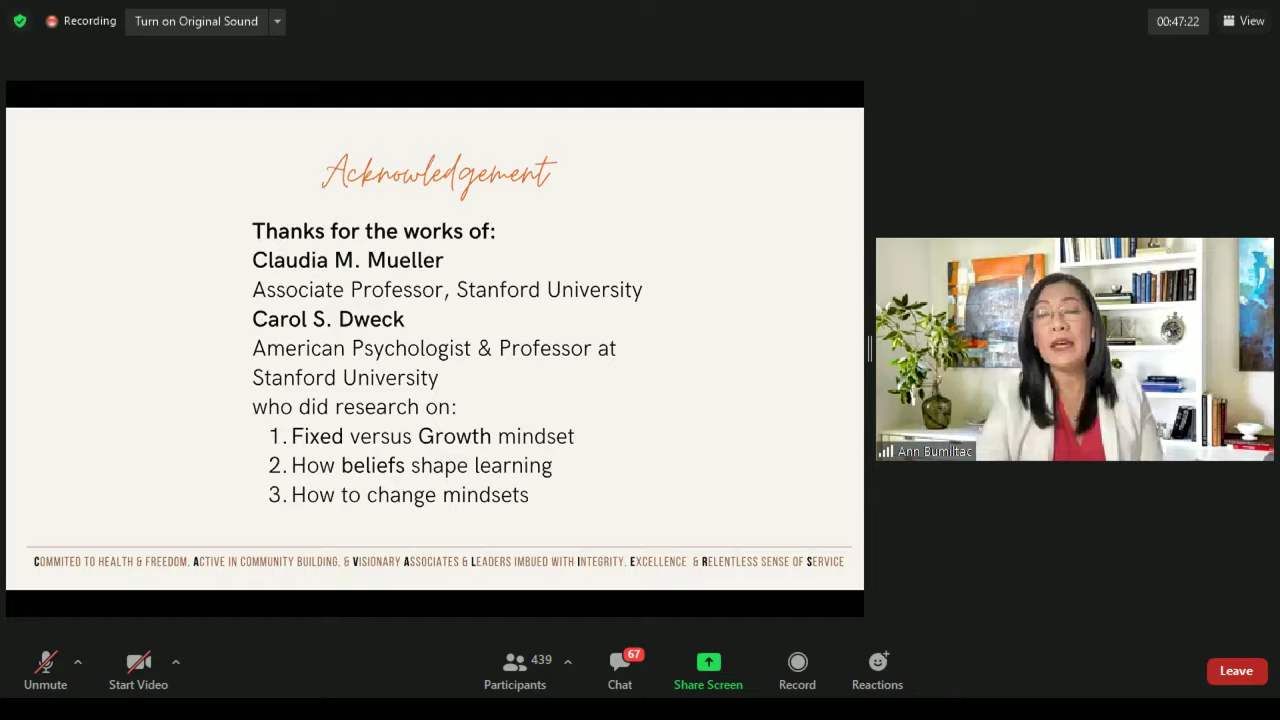 Recording
Turn on Original Sound
00:47:22
View
Acknowledgement
Thanks for the works of:
Claudia M. Mueller
Associate Professor, Stanford University
Carol S. Dweck
American Psychologist & Professor at
Stanford University
who did research on:
1. Fixed versus Growth mindset
2. How beliefs shape learning
3. How to change mindsets
COMMITED TO HEALTH & FREEDOM, ACTIVE IN COMMUNITY BUILDING, & VISIONARY ASSOCIATES & LEADERS IMBUED WITH INTEGRITY, EXCELLENCE & RELENTLESS SENSE OF SERVICE
Ann Bumiltac
Unmute
Start Video
439
Participants
67
Chat
Share Screen
Record
Reactions
Leave